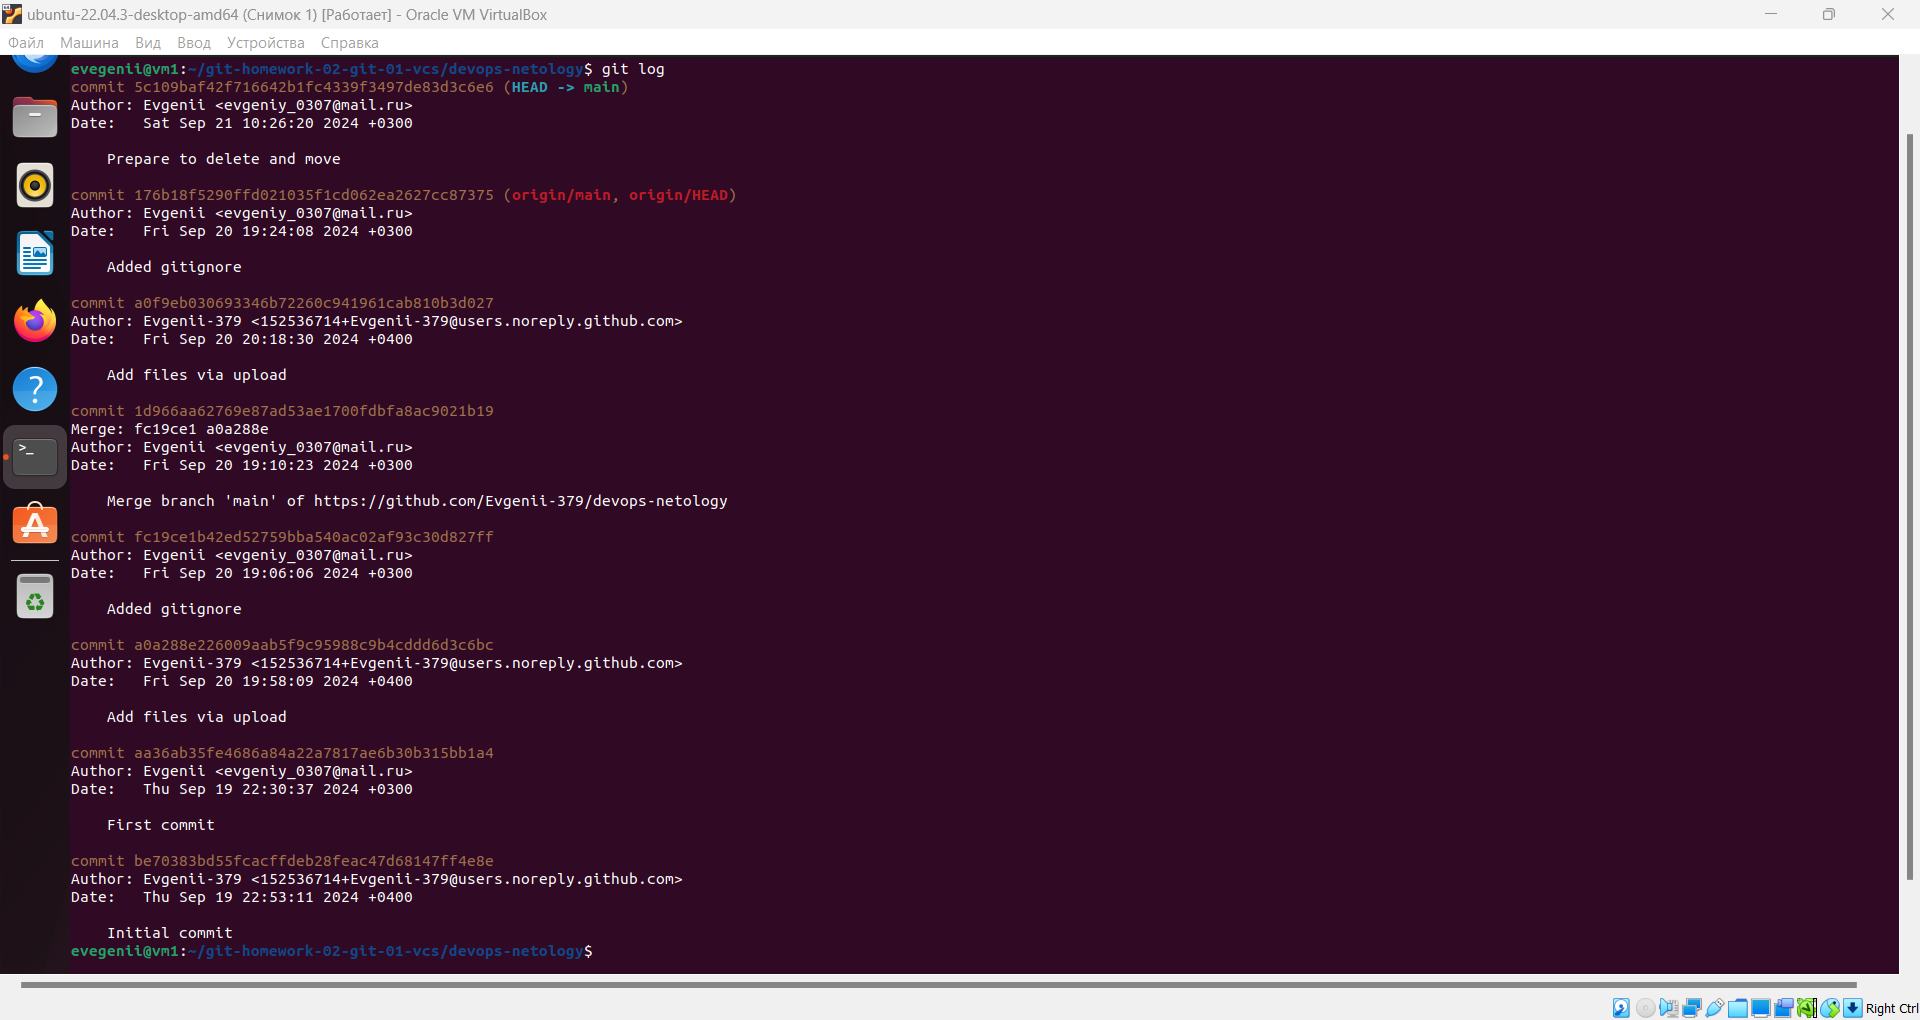 ubuntu-22.04.3-desktop-amd64 (Снимок 1) [Работает] - Oracle VM VirtualBox
Файл Машина Вид Ввод Устройства Справка
evegenii@vm1:~/git-homework-02-git-01-vcs/devops-netology$ git log
commit 5c109baf42f716642b1fc4339f3497de83d3c6e6 (HEAD -> main)
Author: Evgenii <evgeniy_0307@mail.ru>
Date:   Sat Sep 21 10:26:20 2024 +0300
Prepare to delete and move
commit 176b18f5290ffd021035f1cd062ea2627cc87375 (origin/main, origin/HEAD)
Author: Evgenii <evgeniy_0307@mail.ru>
Date:   Fri Sep 20 19:24:08 2024 +0300
Added gitignore
commit a0f9eb030693346b72260c941961cab810b3d027
Author: Evgenii-379 <152536714+Evgenii-379@users.noreply.github.com>
Date:   Fri Sep 20 20:18:30 2024 +0400
Add files via upload
commit 1d966aa62769e87ad53ae1700fdbfa8ac9021b19
Merge: fc19ce1 a0a288e
Author: Evgenii <evgeniy_0307@mail.ru>
Date:   Fri Sep 20 19:10:23 2024 +0300
Merge branch 'main' of https://github.com/Evgenii-379/devops-netology
commit fc19ce1b42ed52759bba540ac02af93c30d827ff
Author: Evgenii <evgeniy_0307@mail.ru>
Date:   Fri Sep 20 19:06:06 2024 +0300
Added gitignore
commit a0a288e226009aab5f9c95988c9b4cddd6d3c6bc
Author: Evgenii-379 <152536714+Evgenii-379@users.noreply.github.com>
Date:   Fri Sep 20 19:58:09 2024 +0400
Add files via upload
commit aa36ab35fe4686a84a22a7817ae6b30b315bb1a4
Author: Evgenii <evgeniy_0307@mail.ru>
Date:   Thu Sep 19 22:30:37 2024 +0300
First commit
commit be70383bd55fcacffdeb28feac47d68147ff4e8e
Author: Evgenii-379 <152536714+Evgenii-379@users.noreply.github.com>
Date:   Thu Sep 19 22:53:11 2024 +0400
Initial commit
evegenii@vm1:~/git-homework-02-git-01-vcs/devops-netology$
Right Ctrl